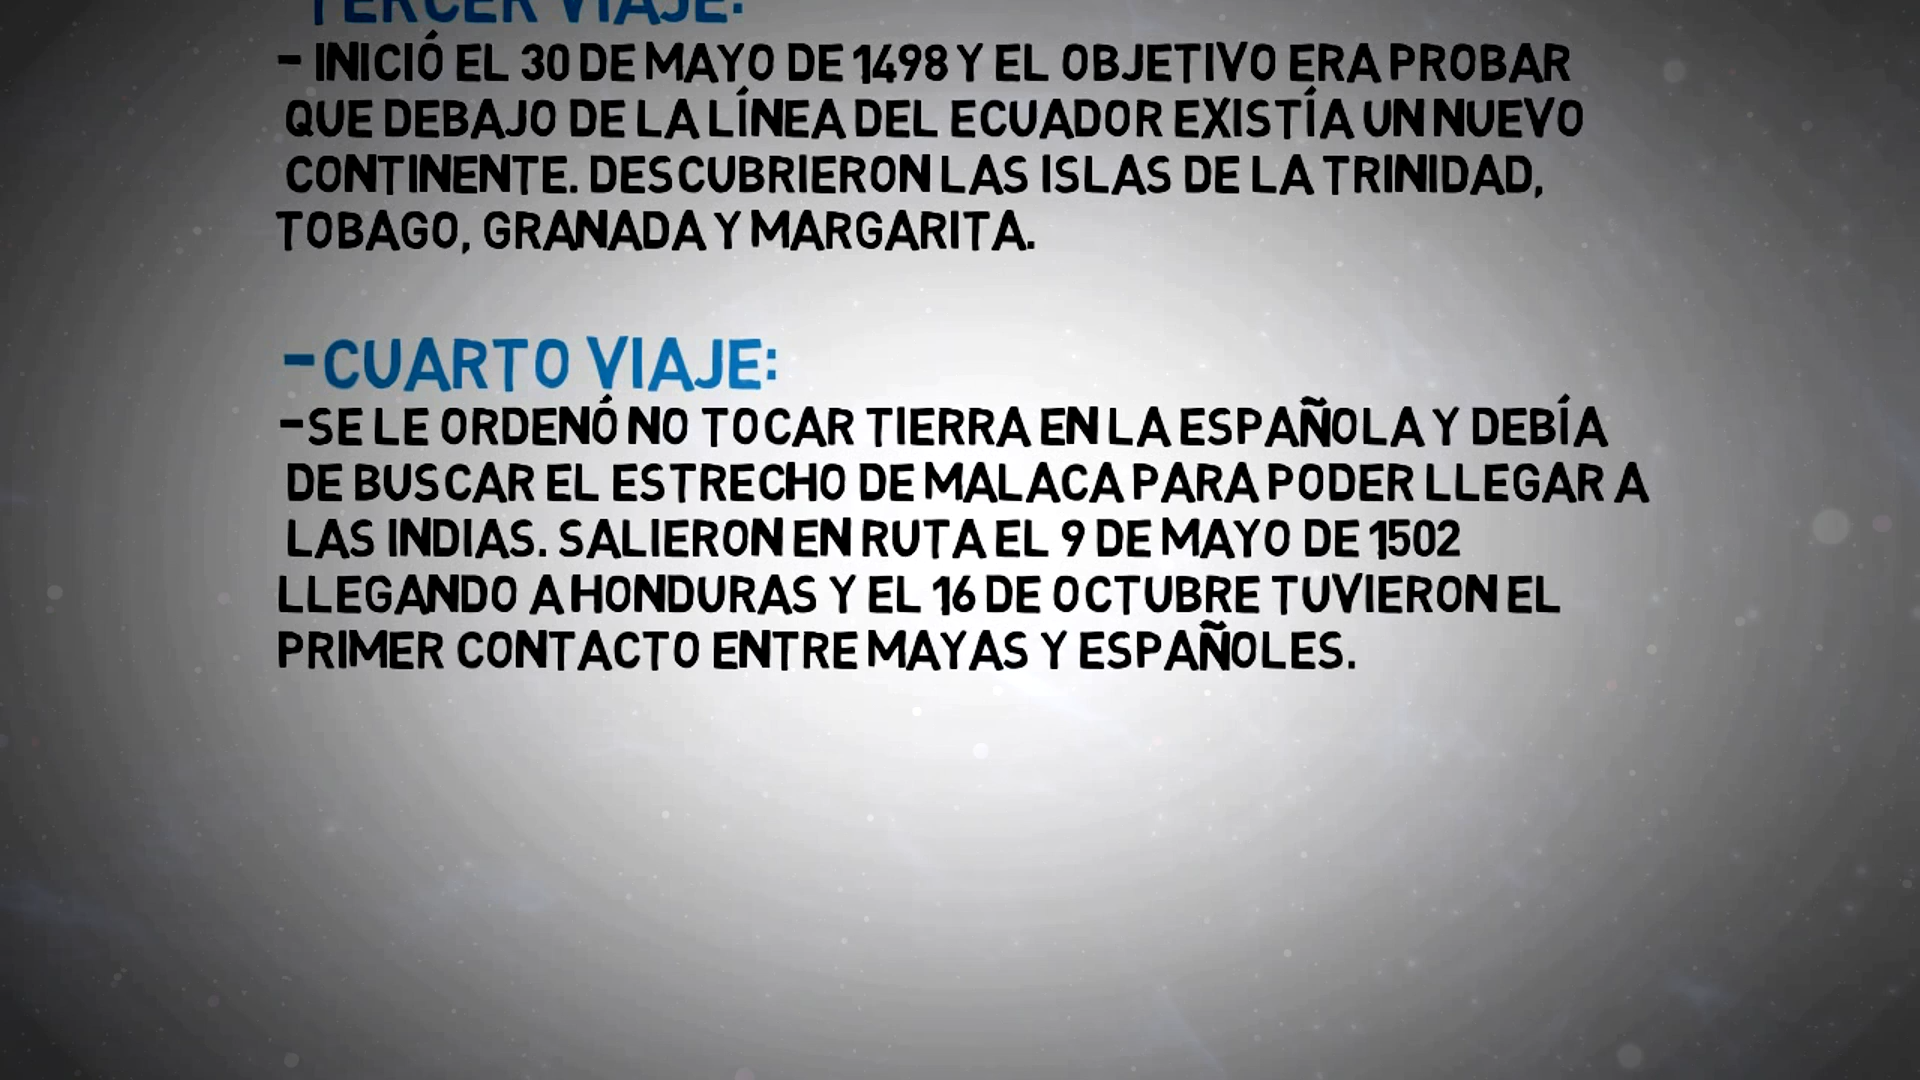 TERCER VIAJE:
- INICIÓ EL 30 DE MAYO DE 1498 Y EL OBJETIVO ERA PROBAR
QUE DEBAJO DE LA LÍNEA DEL ECUADOR EXISTÍA UN NUEVO
CONTINENTE. DESCUBRIERON LAS ISLAS DE LA TRINIDAD,
TOBAGO, GRANADA Y MARGARITA.
-CUARTO VIAJE:
-SE LE ORDENÓ NO TOCAR TIERRA EN LA ESPAÑOLA Y DEBÍA
DE BUSCAR EL ESTRECHO DE MALACA PARA PODER LLEGAR A
LAS INDIAS. SALIERON EN RUTA EL 9 DE MAYO DE 1502
LLEGANDO A HONDURAS Y EL 16 DE OCTUBRE TUVIERON EL
PRIMER CONTACTO ENTRE MAYAS Y ESPAÑOLES.